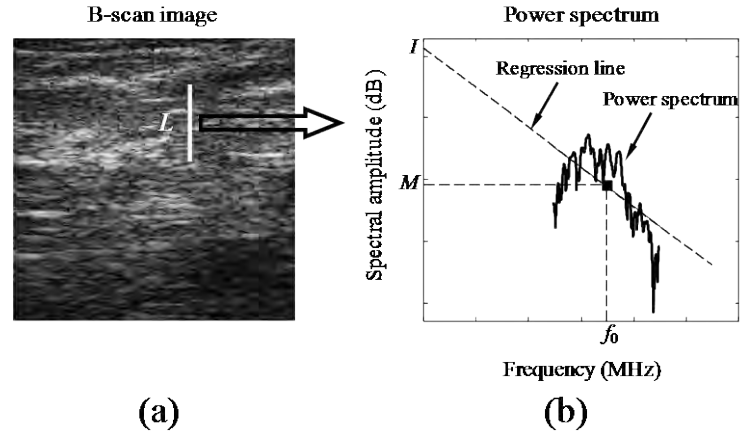 B-scan image
L
(a)
Power spectrum
I
Regression line
Power spectrum
M
Spectral amplitude (dB)
f0
Frequency (MHz)
(b)